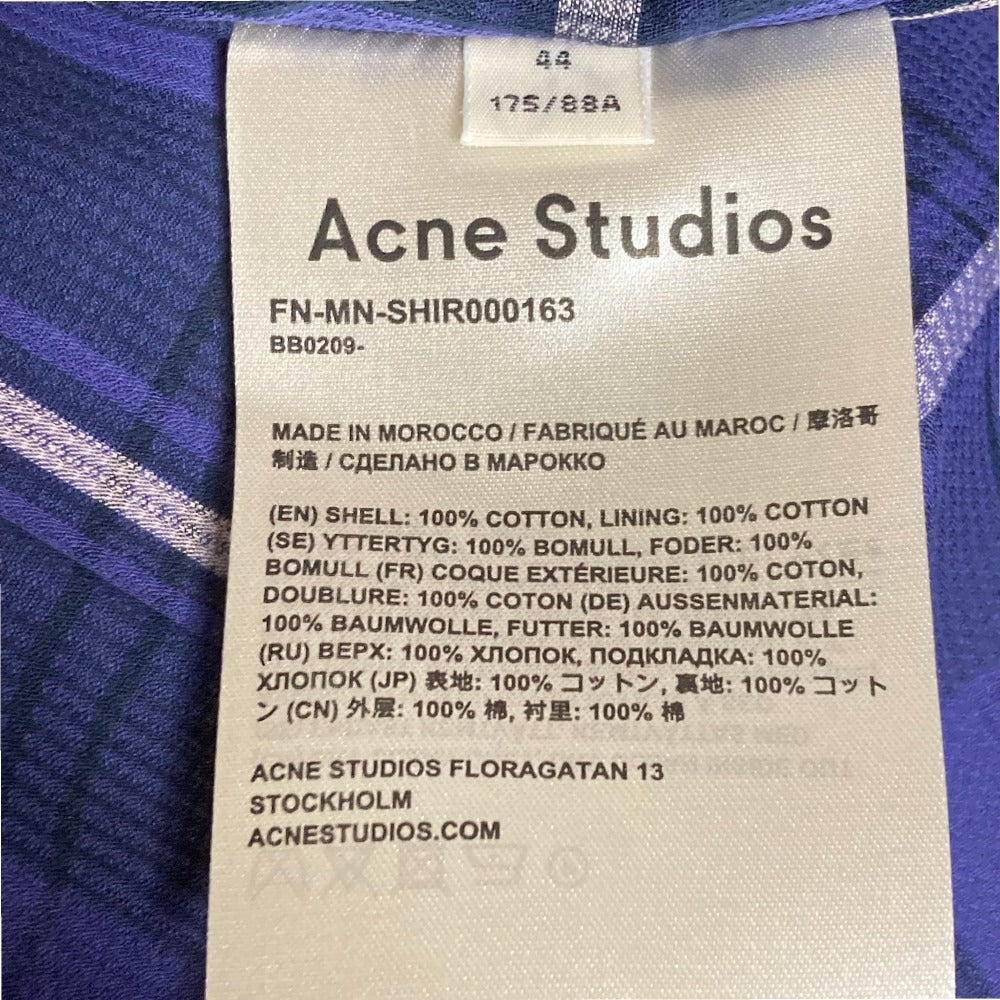 44
175/88A
Acne Studios
FN-MN-SHIR000163
BB0209-
MADE IN MOROCCO / FABRIQUÉ AU MAROC / 摩洛哥
制造 / СДЕЛАНО В МАРОККО
(EN) SHELL: 100% COTTON, LINING: 100% COTTON
(SE) YTTERTYG: 100% BOMULL, FODER: 100%
BOMULL (FR) COQUE EXTÉRIEURE: 100% COTON,
DOUBLURE: 100% COTON (DE) AUSSENMATERIAL:
100% BAUMWOLLE, FUTTER: 100% BAUMWOLLE
(RU) ВЕРХ: 100% ХЛОПОК, ПОДКЛАДКА: 100%
ХЛОПОК (JP) 表地: 100% コットン, 裏地: 100% コット
ン (CN) 外层: 100% 棉, 衬里: 100% 棉
ACNE STUDIOS FLORAGATAN 13
STOCKHOLM
ACNESTUDIOS.COM